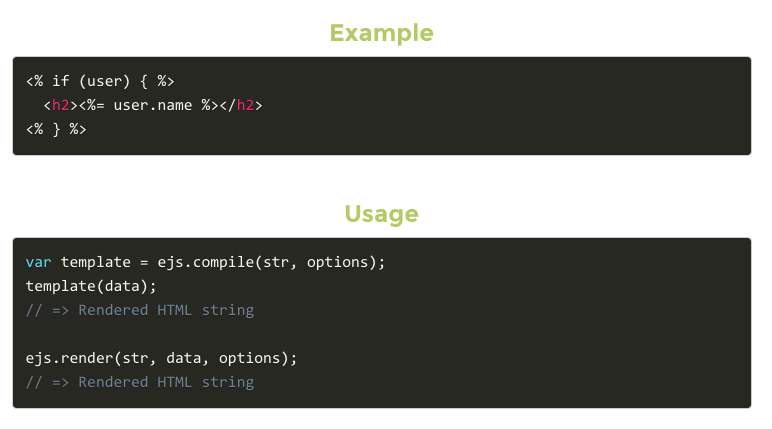 Example
<% if (user) { %>
  <h2><%= user.name %></h2>
<% } %>
Usage
var template = ejs.compile(str, options);
template(data);
// => Rendered HTML string
ejs.render(str, data, options);
// => Rendered HTML string